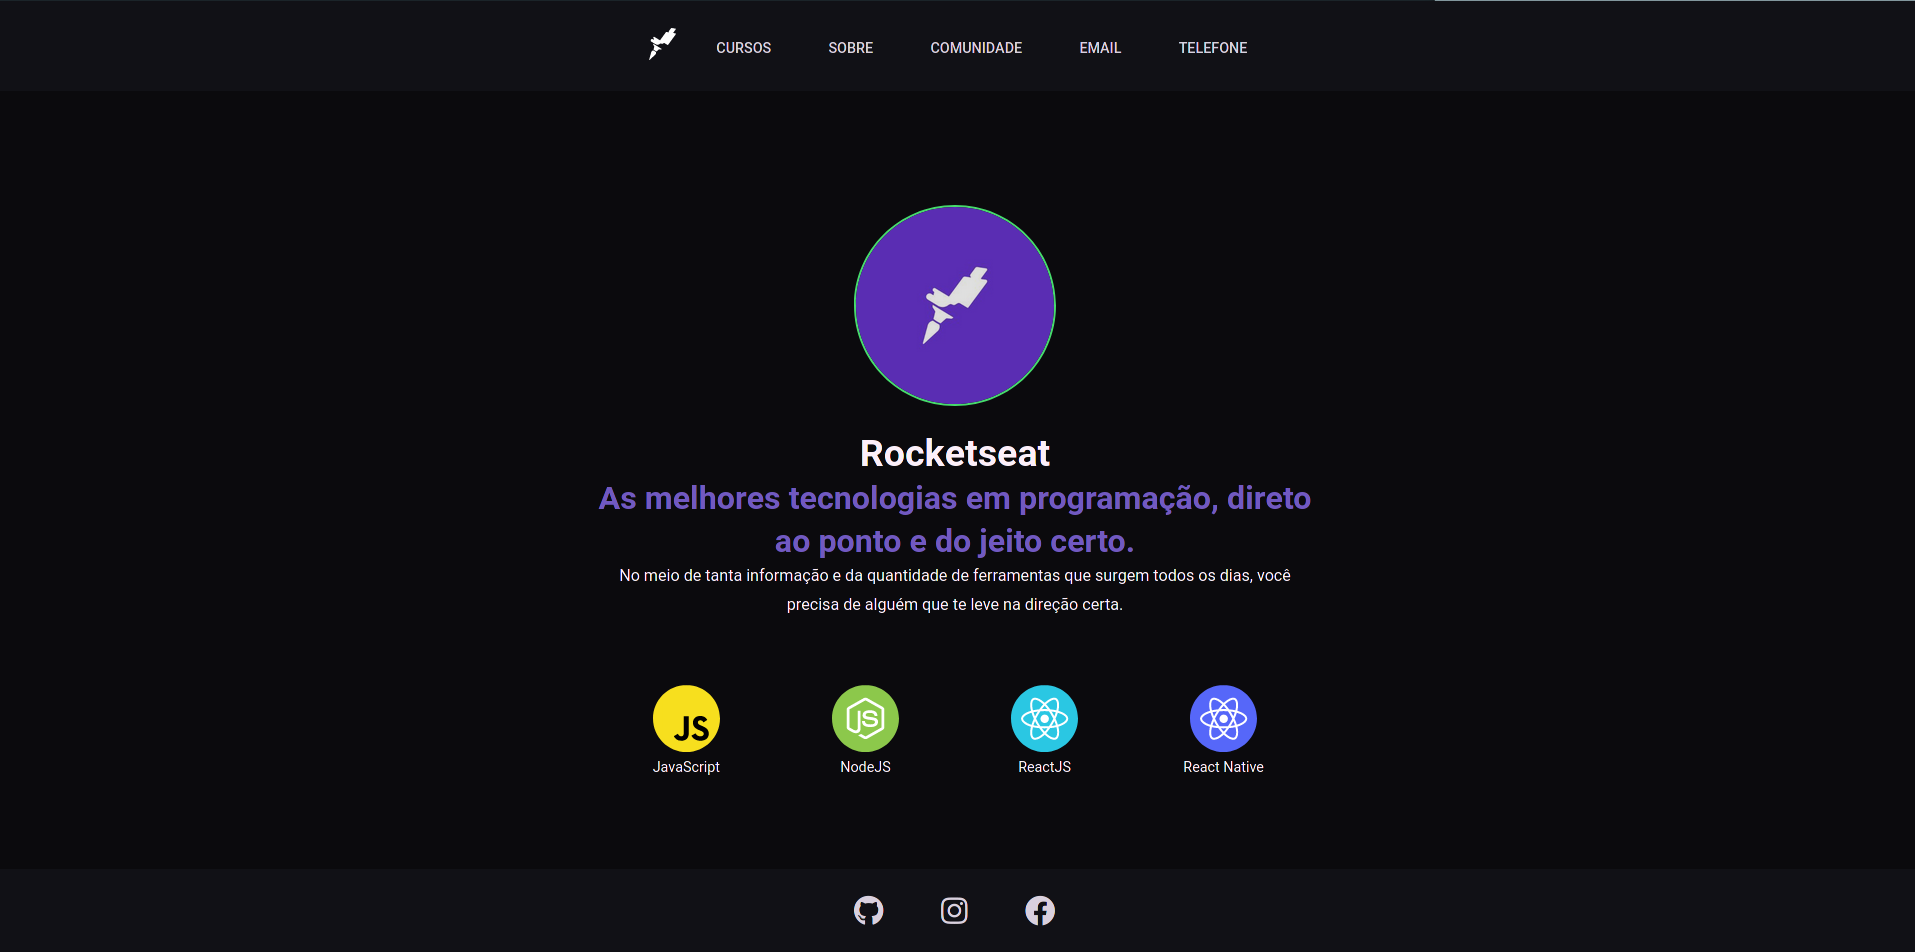 CURSOS SOBRE COMUNIDADE EMAIL TELEFONE
Rocketseat
As melhores tecnologias em programação, direto
ao ponto e do jeito certo.
No meio de tanta informação e da quantidade de ferramentas que surgem todos os dias, você
precisa de alguém que te leve na direção certa.
JS JS
JavaScript NodeJS ReactJS React Native